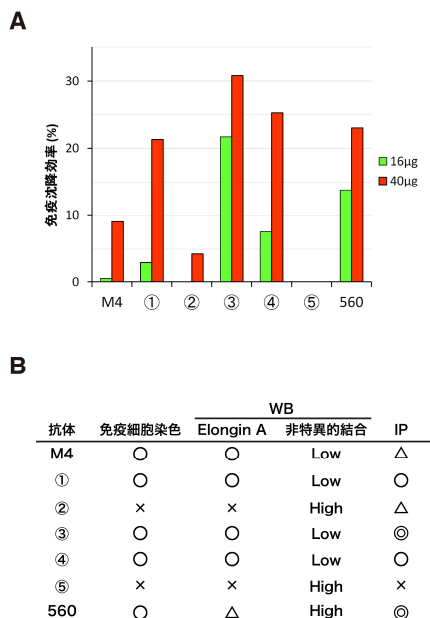 A
免疫沈降効率(%)
30
20
10
0
M4 ① ② ③ ④ ⑤ 560
16μg
40μg
B
WB
抗体 免疫細胞染色 Elongin A 非特異的結合 IP
M4 ○ ○ Low △
① ○ ○ Low ○
② × × High △
③ ○ ○ Low ◎
④ ○ ○ Low ○
⑤ × × High ×
560 ○ △ High ◎